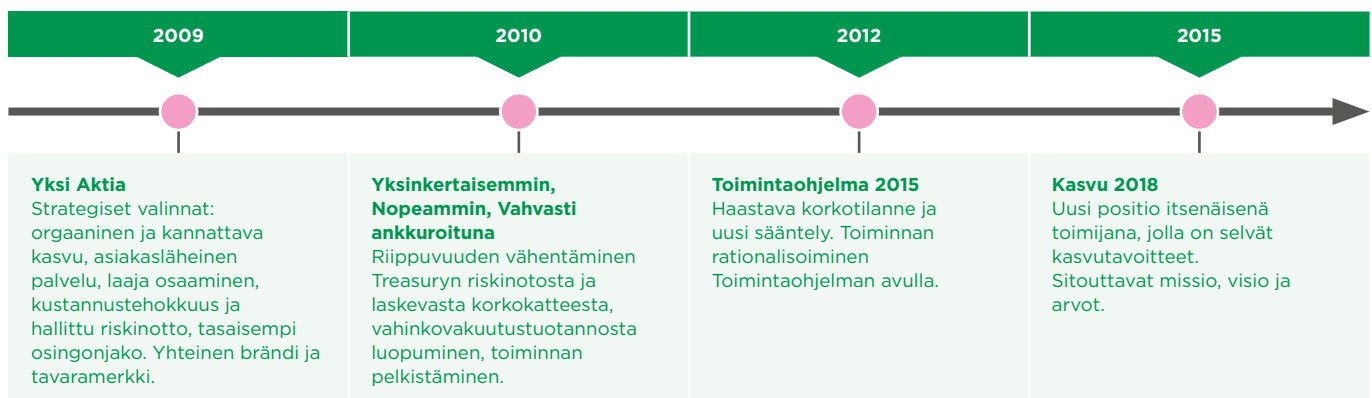 2009
2010
2012
2015
Yksi Aktia
Strategiset valinnat:
orgaaninen ja kannattava
kasvu, asiakasläheinen
palvelu, laaja osaaminen,
kustannustehokkuus ja
hallittu riskinotto, tasaisempi
osingonjako. Yhteinen brändi ja
tavaramerkki.
Yksinkertaisemmin,
Nopeammin, Vahvasti
ankkuroituna
Riippuvuuden vähentäminen
Treasuryn riskinotosta ja
laskevasta korkokatteesta,
vahinkovakuutustuotannosta
luopuminen, toiminnan
pelkistäminen.
Toimintaohjelma 2015
Haastava korkotilanne ja
uusi sääntely. Toiminnan
rationalisoiminen
Toimintaohjelman avulla.
Kasvu 2018
Uusi positio itsenäisenä
toimijana, jolla on selvät
kasvutavoitteet.
Sitouttavat missio, visio ja
arvot.